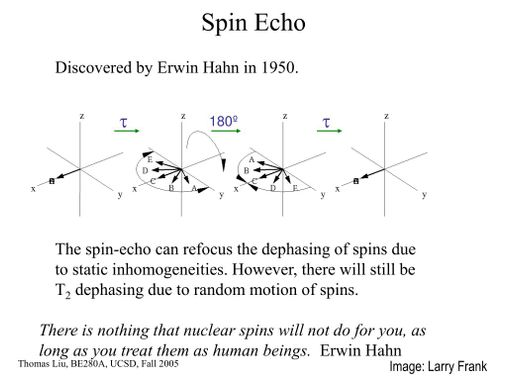 Spin Echo
Discovered by Erwin Hahn in 1950.
τ 180º τ
z z z z
E A
D B
C C
B A D E
x y x y x y x y
The spin-echo can refocus the dephasing of spins due
to static inhomogeneities. However, there will still be
T2 dephasing due to random motion of spins.
There is nothing that nuclear spins will not do for you, as
long as you treat them as human beings. Erwin Hahn
Thomas Liu, BE280A, UCSD, Fall 2005
Image: Larry Frank